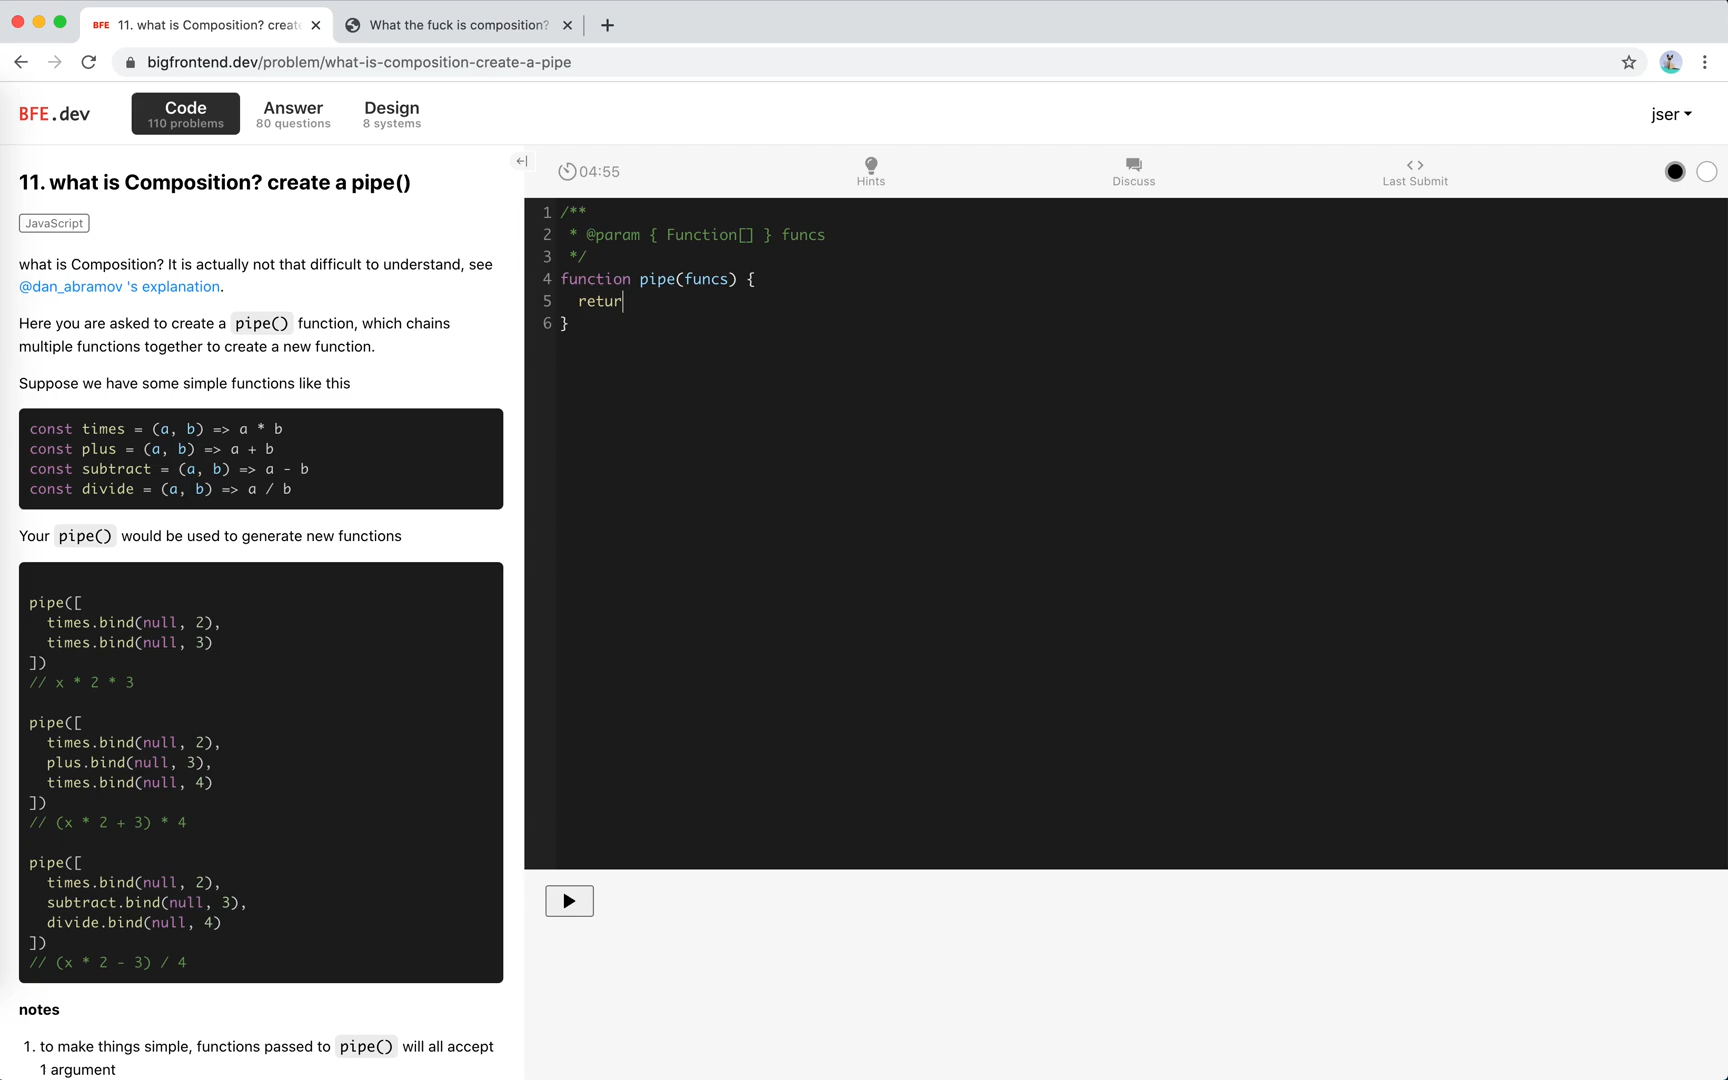 BFE 11. what is Composition? create
What the fuck is composition?
bigfrontend.dev/problem/what-is-composition-create-a-pipe
BFE.dev
Code
110 problems
Answer
80 questions
Design
8 systems
jser
11. what is Composition? create a pipe()
JavaScript
what is Composition? It is actually not that difficult to understand, see
@dan_abramov 's explanation.
Here you are asked to create a pipe() function, which chains
multiple functions together to create a new function.
Suppose we have some simple functions like this
const times = (a, b) => a * b
const plus = (a, b) => a + b
const subtract = (a, b) => a - b
const divide = (a, b) => a / b
Your pipe() would be used to generate new functions
pipe([
  times.bind(null, 2),
  times.bind(null, 3)
])
// x * 2 * 3
pipe([
  times.bind(null, 2),
  plus.bind(null, 3),
  times.bind(null, 4)
])
// (x * 2 + 3) * 4
pipe([
  times.bind(null, 2),
  subtract.bind(null, 3),
  divide.bind(null, 4)
])
// (x * 2 - 3) / 4
notes
1. to make things simple, functions passed to pipe() will all accept
1 argument
04:55
Hints
Discuss
<> Last Submit
1 /**
2  * @param { Function[] } funcs
3  */
4 function pipe(funcs) {
5   retur
6 }